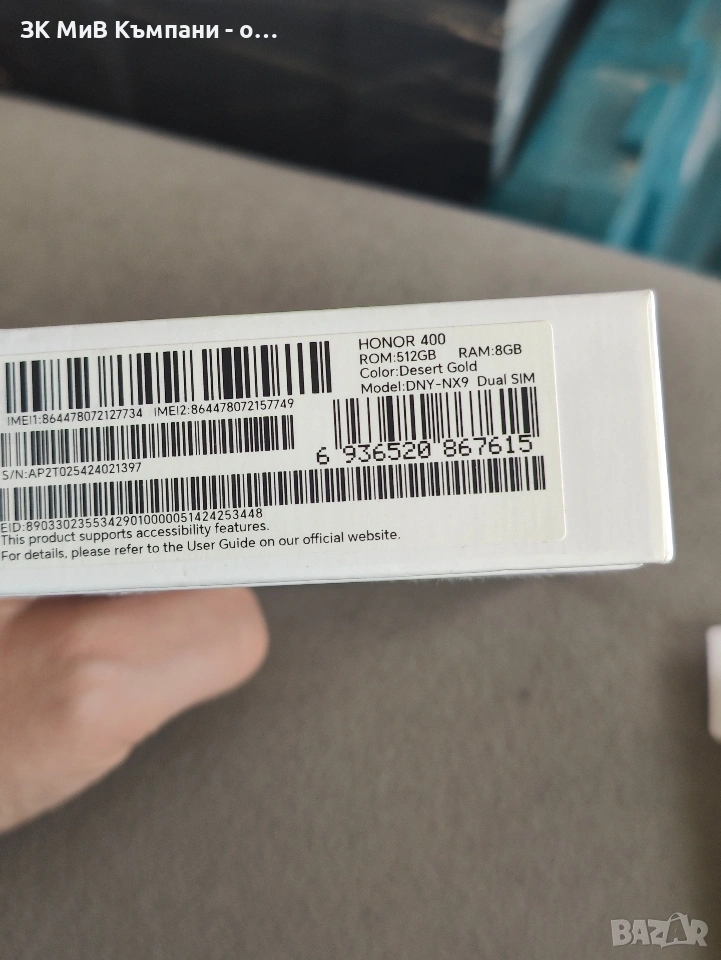 ЗК МиВ Къмпани - о...
HONOR 400
ROM:512GB RAM:8GB
Color:Desert Gold
Model:DNY-NX9 Dual SIM
IMEI1:864478072127734 IMEI2:864478072157749
6 936520 867615
S/N:AP2T025424021397
EID:89033023553429010000051424253448
This product supports accessibility features.
For details, please refer to the User Guide on our official website.
BAZAR